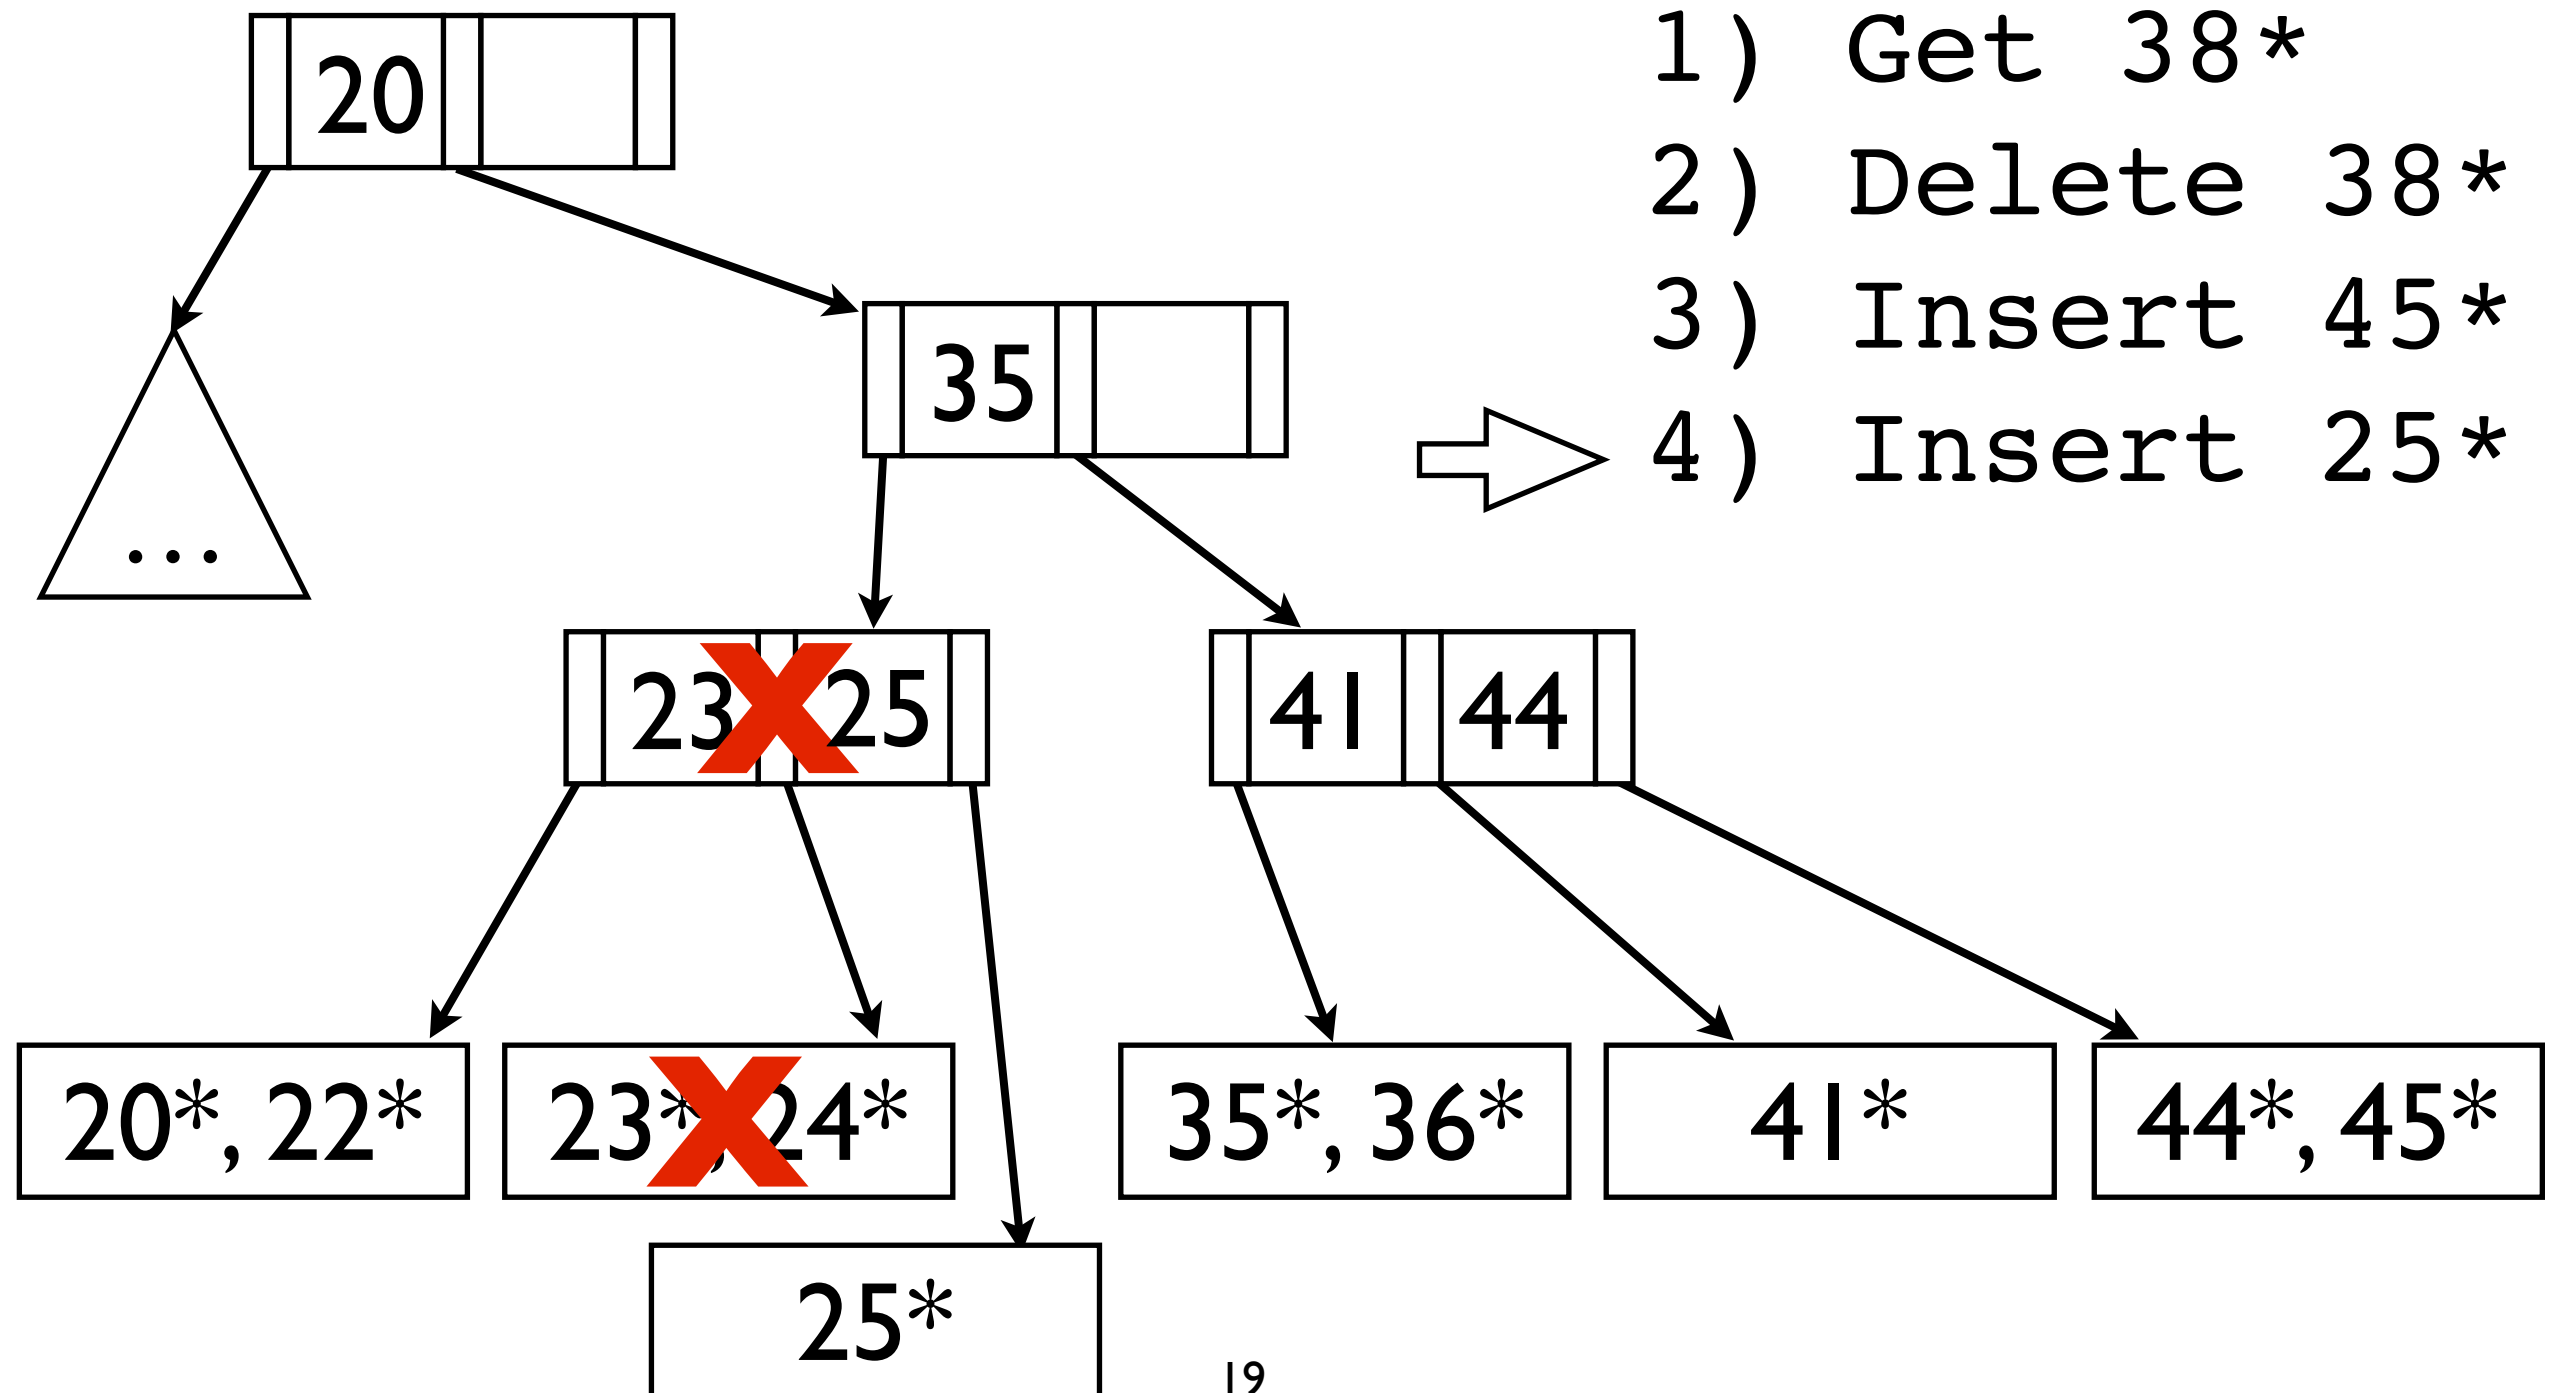 20
1) Get 38*
2) Delete 38*
3) Insert 45*
4) Insert 25*
35
...
23 X 25
41 44
20*, 22*
23*, X 24*
35*, 36*
41*
44*, 45*
25*
19